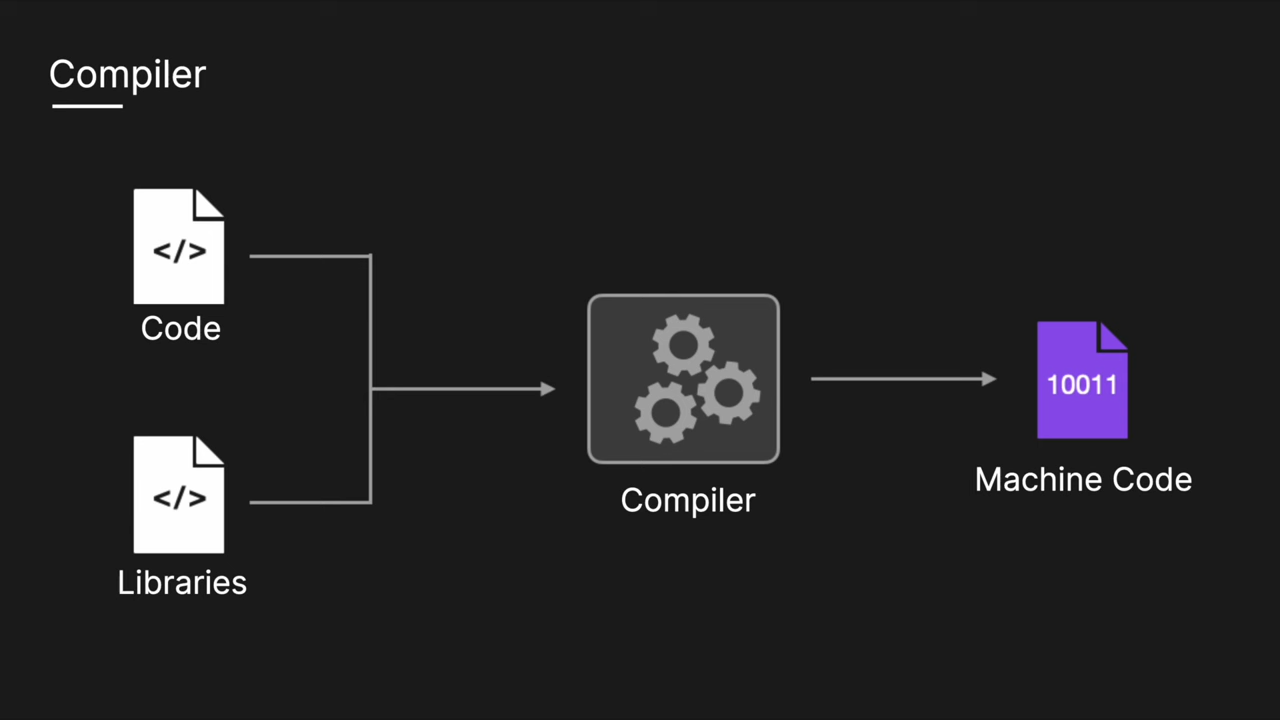 Compiler
</>
Code
</>
Libraries
Compiler
10011
Machine Code